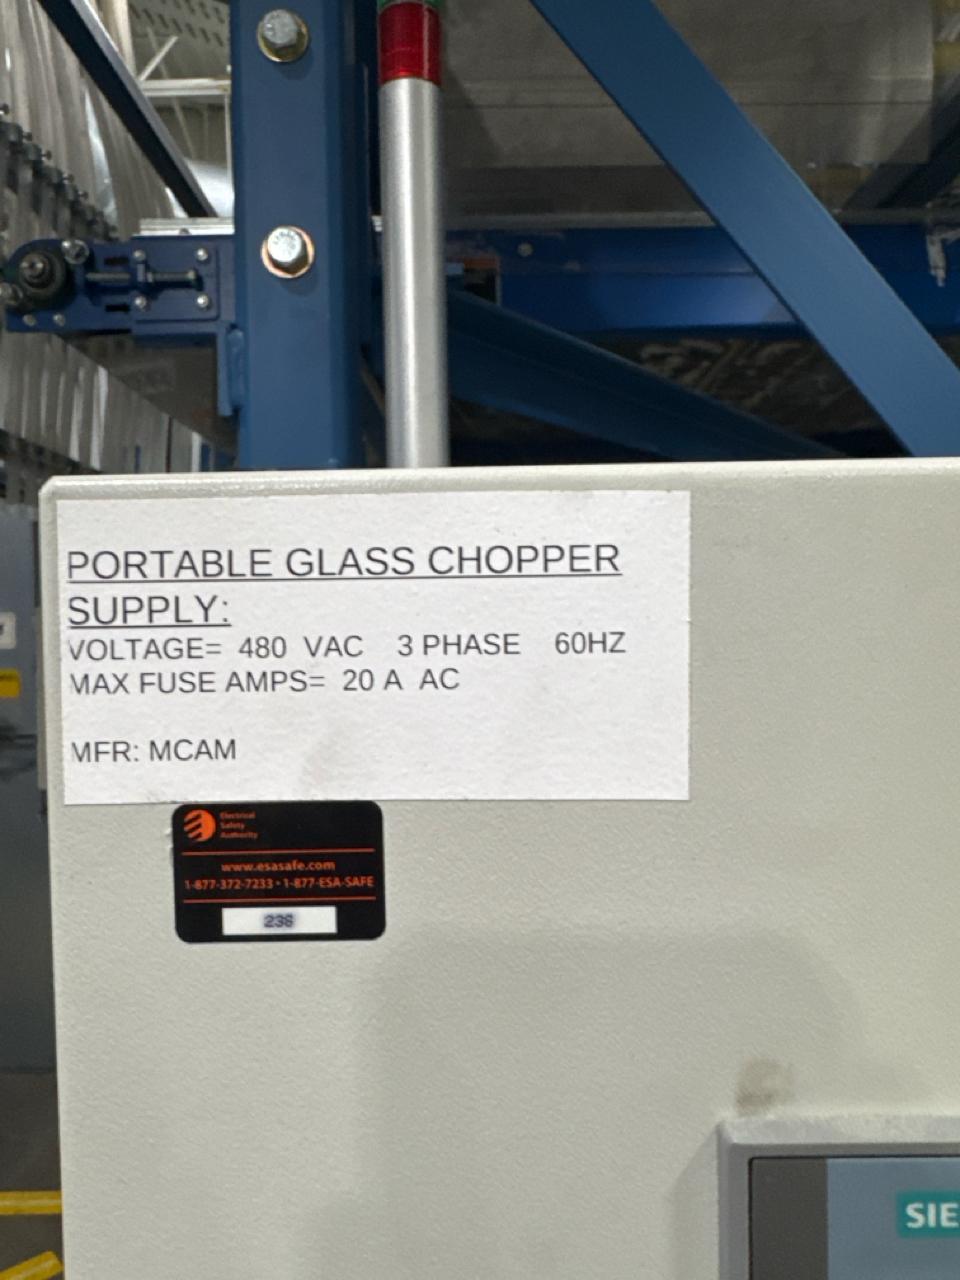 PORTABLE GLASS CHOPPER
SUPPLY:
VOLTAGE= 480 VAC 3 PHASE 60HZ
MAX FUSE AMPS= 20 A AC
MFR: MCAM
Electrical
Safety
Authority
www.esasafe.com
1-877-372-7233 • 1-877-ESA-SAFE
SIE